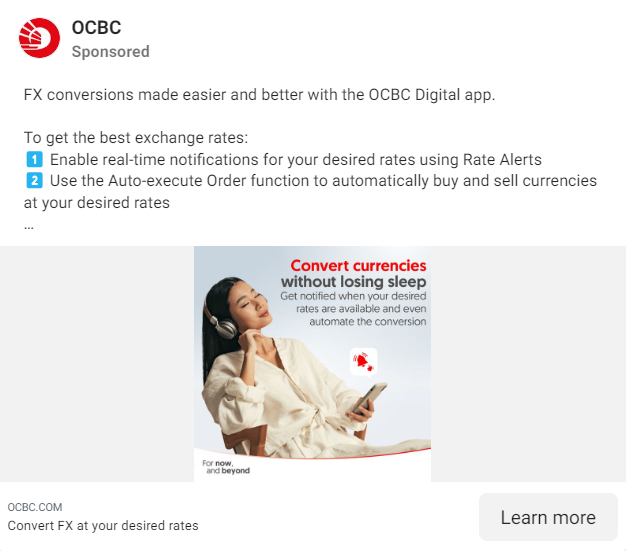 OCBC
Sponsored
FX conversions made easier and better with the OCBC Digital app.
To get the best exchange rates:
1️⃣ Enable real-time notifications for your desired rates using Rate Alerts
2️⃣ Use the Auto-execute Order function to automatically buy and sell currencies
at your desired rates
...
Convert currencies
without losing sleep
Get notified when your desired
rates are available and even
automate the conversion
For now,
and beyond
OCBC.COM
Convert FX at your desired rates
Learn more